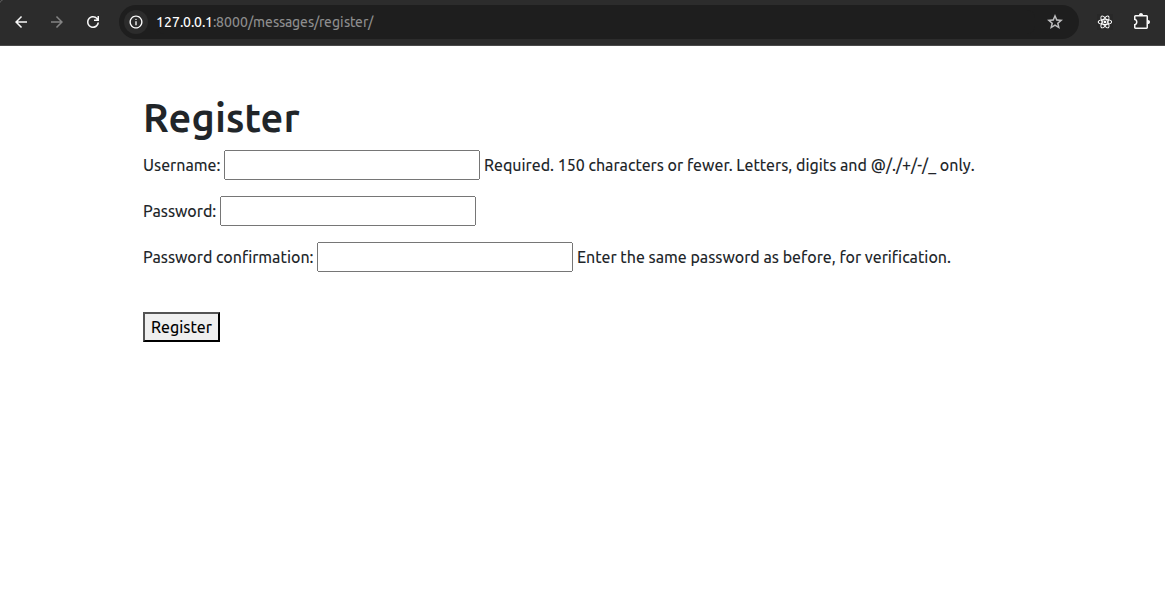 127.0.0.1:8000/messages/register/
Register
Username: Required. 150 characters or fewer. Letters, digits and @/./+/-/_ only.
Password:
Password confirmation: Enter the same password as before, for verification.
Register